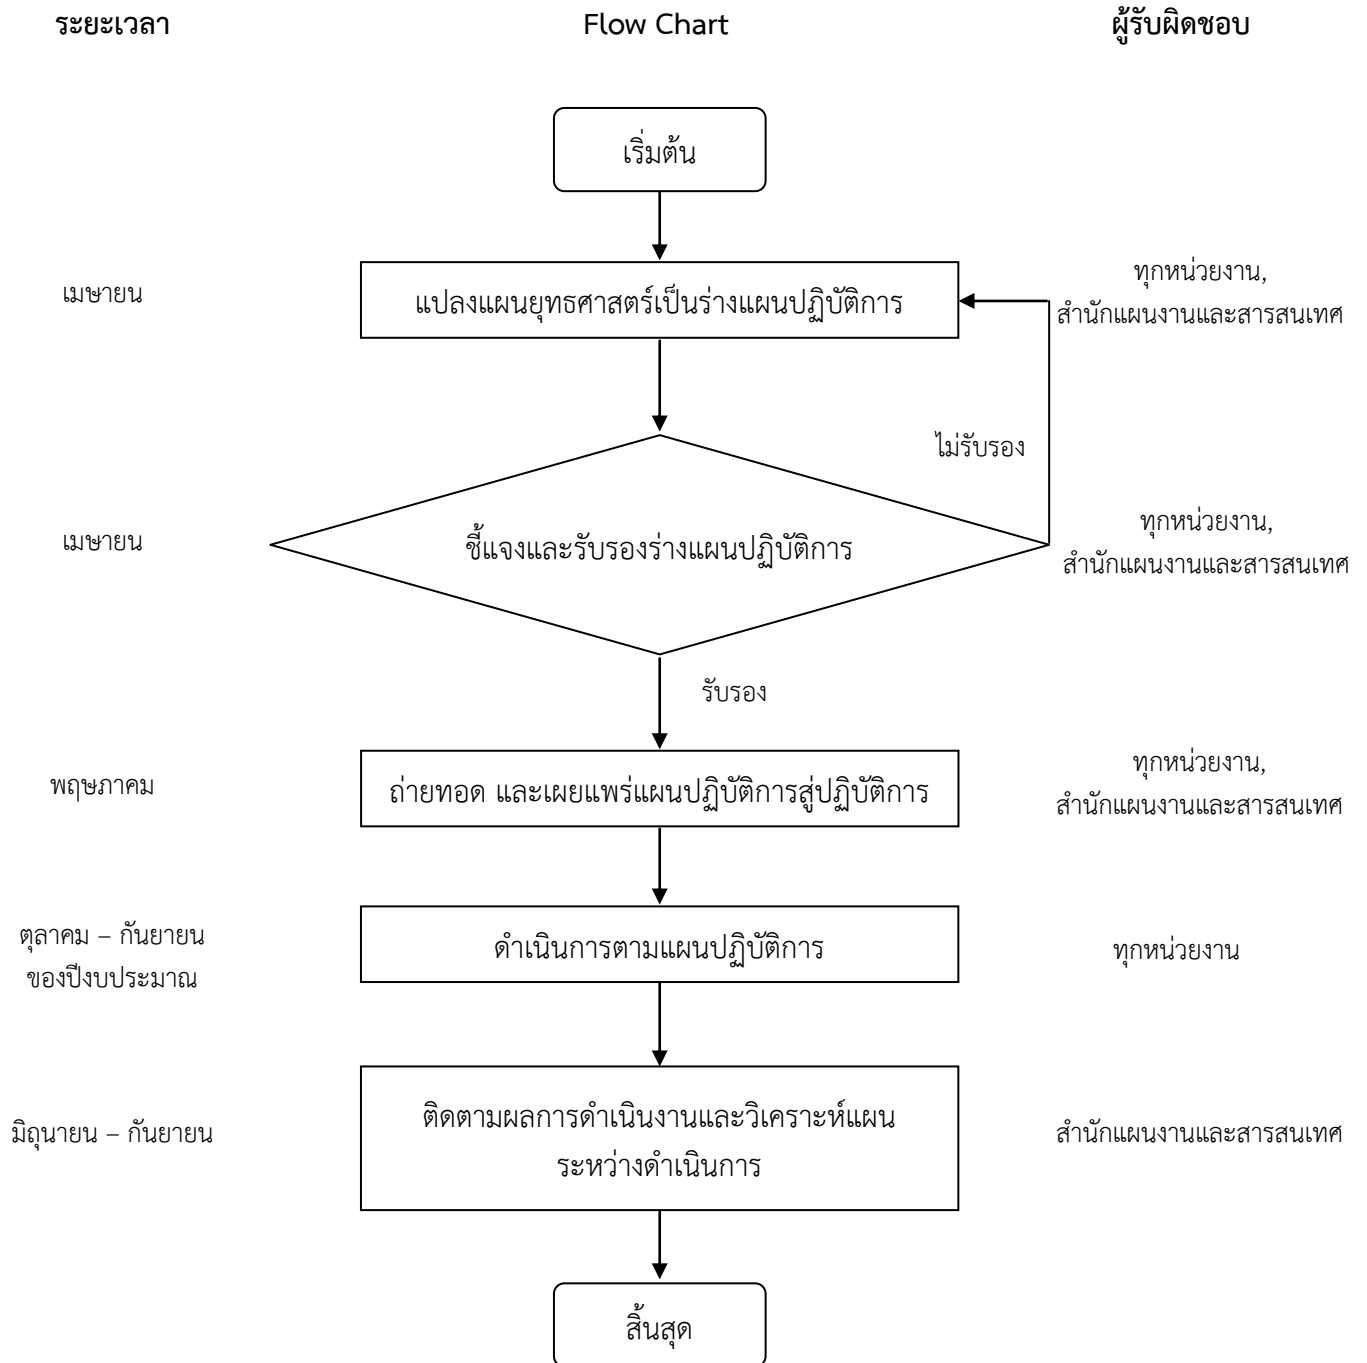 ระยะเวลา
Flow Chart
ผู้รับผิดชอบ
เริ่มต้น
เมษายน
แปลงแผนยุทธศาสตร์เป็นร่างแผนปฏิบัติการ
ทุกหน่วยงาน,
สำนักแผนงานและสารสนเทศ
ไม่รับรอง
เมษายน
ชี้แจงและรับรองร่างแผนปฏิบัติการ
ทุกหน่วยงาน,
สำนักแผนงานและสารสนเทศ
รับรอง
พฤษภาคม
ถ่ายทอด และเผยแพร่แผนปฏิบัติการสู่ปฏิบัติการ
ทุกหน่วยงาน,
สำนักแผนงานและสารสนเทศ
ตุลาคม – กันยายน
ของปีงบประมาณ
ดำเนินการตามแผนปฏิบัติการ
ทุกหน่วยงาน
มิถุนายน – กันยายน
ติดตามผลการดำเนินงานและวิเคราะห์แผน
ระหว่างดำเนินการ
สำนักแผนงานและสารสนเทศ
สิ้นสุด